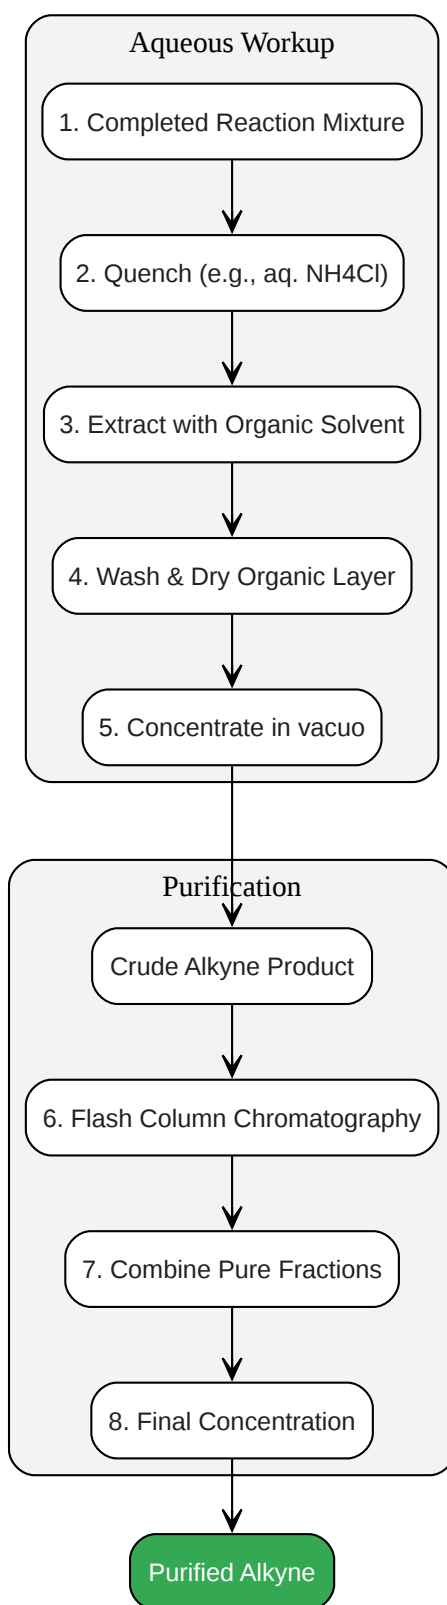 Aqueous Workup
1. Completed Reaction Mixture
2. Quench (e.g., aq. NH4Cl)
3. Extract with Organic Solvent
4. Wash & Dry Organic Layer
5. Concentrate in vacuo
Purification
Crude Alkyne Product
6. Flash Column Chromatography
7. Combine Pure Fractions
8. Final Concentration
Purified Alkyne